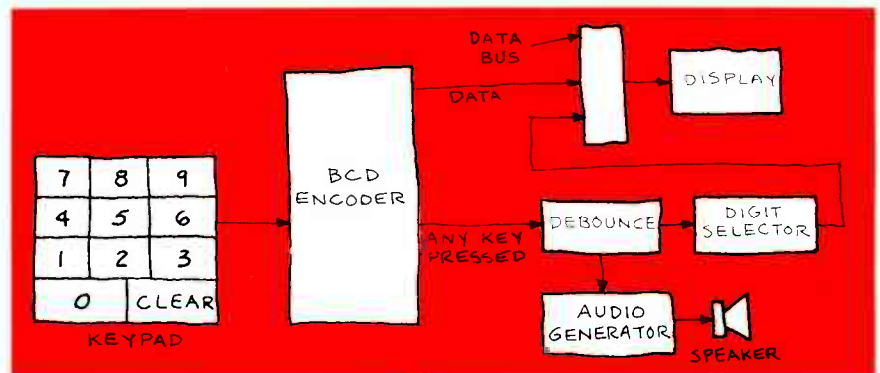 DATA
BUS
DATA
DISPLAY
BCD
ENCODER
7 8 9
4 5 6
1 2 3
0 CLEAR
KEYPAD
ANY KEY
PRESSED
DEBOUNCE
DIGIT
SELECTOR
AUDIO
GENERATOR
SPEAKER